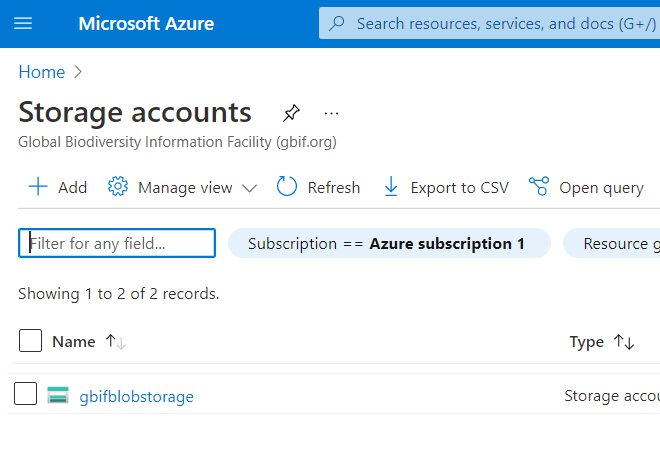 Microsoft Azure
Search resources, services, and docs (G+/)
Home
Storage accounts
Global Biodiversity Information Facility (gbif.org)
Add Manage view Refresh Export to CSV Open query
Filter for any field... Subscription == Azure subscription 1 Resource g
Showing 1 to 2 of 2 records.
Name Type
gbifblobstorage Storage accou